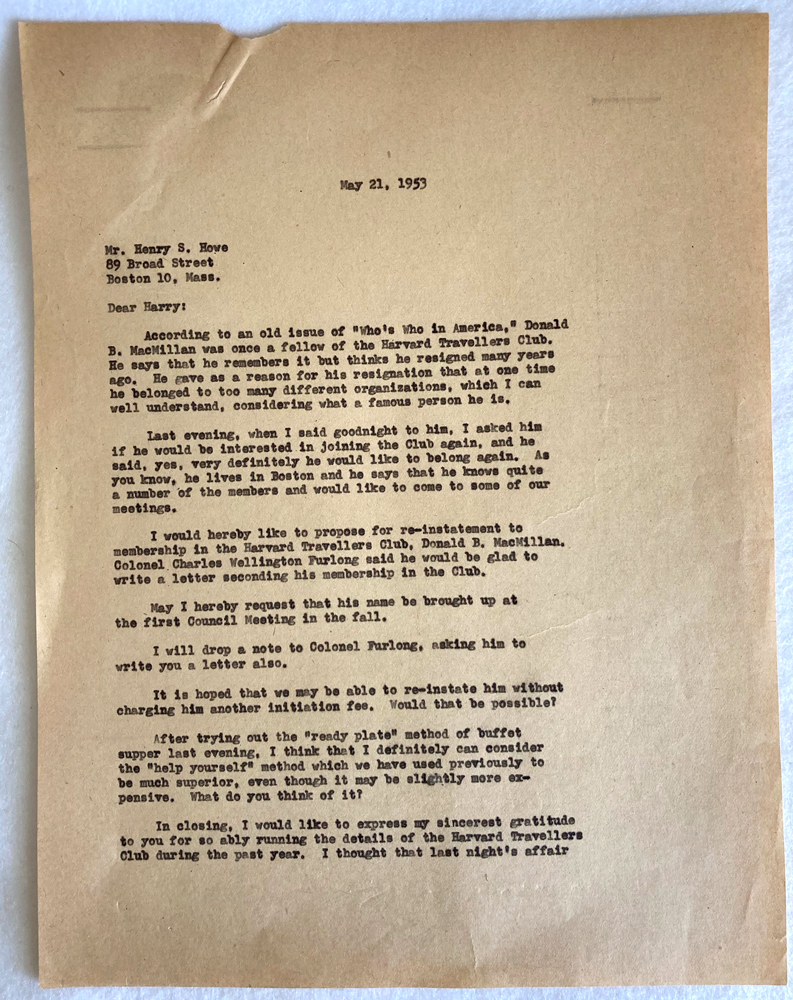 May 21, 1953
Mr. Henry S. Howe
89 Broad Street
Boston 10, Mass.
Dear Harry:
According to an old issue of "Who's Who in America," Donald
B. MacMillan was once a fellow of the Harvard Travellers Club.
He says that he remembers it but thinks he resigned many years
ago. He gave as a reason for his resignation that at one time
he belonged to too many different organizations, which I can
well understand, considering what a famous person he is.
Last evening, when I said goodnight to him, I asked him
if he would be interested in joining the Club again, and he
said, yes, very definitely he would like to belong again. As
you know, he lives in Boston and he says that he knows quite
a number of the members and would like to come to some of our
meetings.
I would hereby like to propose for re-instatement to
membership in the Harvard Travellers Club, Donald B. MacMillan.
Colonel Charles Wellington Furlong said he would be glad to
write a letter seconding his membership in the Club.
May I hereby request that his name be brought up at
the first Council Meeting in the fall.
I will drop a note to Colonel Furlong, asking him to
write you a letter also.
It is hoped that we may be able to re-instate him without
charging him another initiation fee. Would that be possible?
After trying out the "ready plate" method of buffet
supper last evening, I think that I definitely can consider
the "help yourself" method which we have used previously to
be much superior, even though it may be slightly more ex-
pensive. What do you think of it?
In closing, I would like to express my sincerest gratitude
to you for so ably running the details of the Harvard Travellers
Club during the past year. I thought that last night's affair